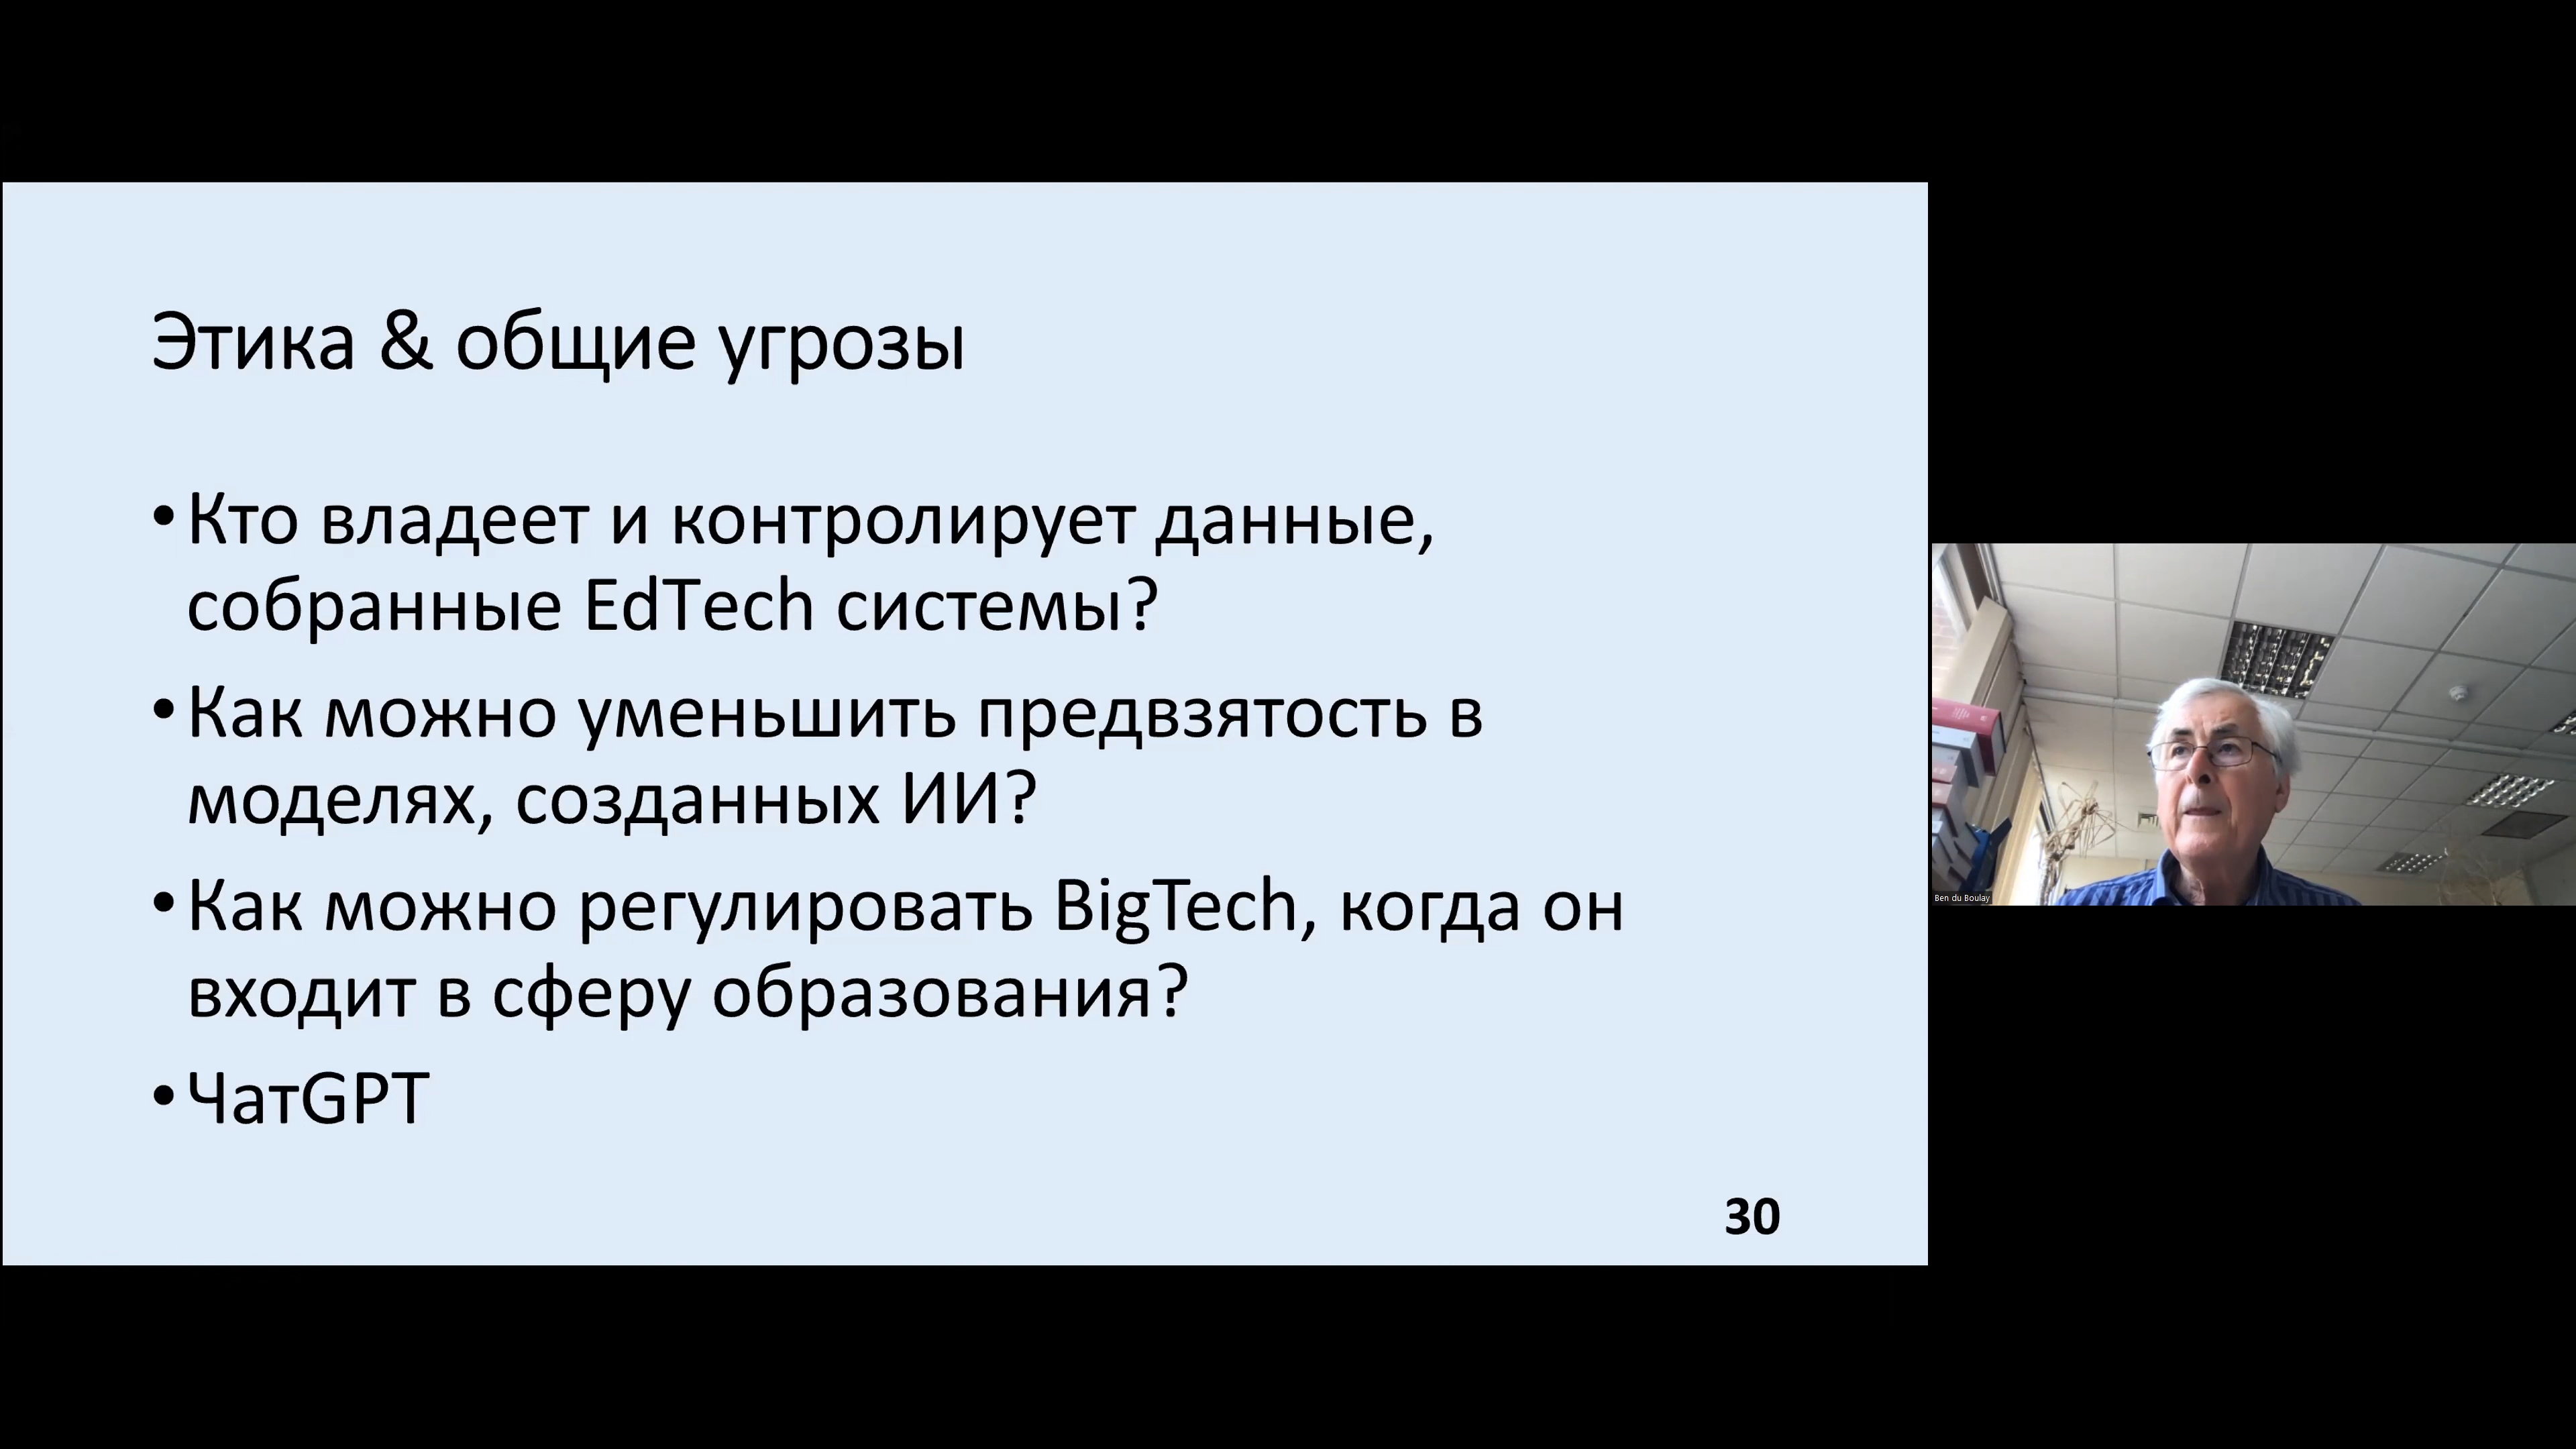 Этика & общие угрозы
•Кто владеет и контролирует данные,
собранные EdTech системы?
•Как можно уменьшить предвзятость в
моделях, созданных ИИ?
•Как можно регулировать BigTech, когда он
входит в сферу образования?
•ЧатGPT
30
Ben du Boulay